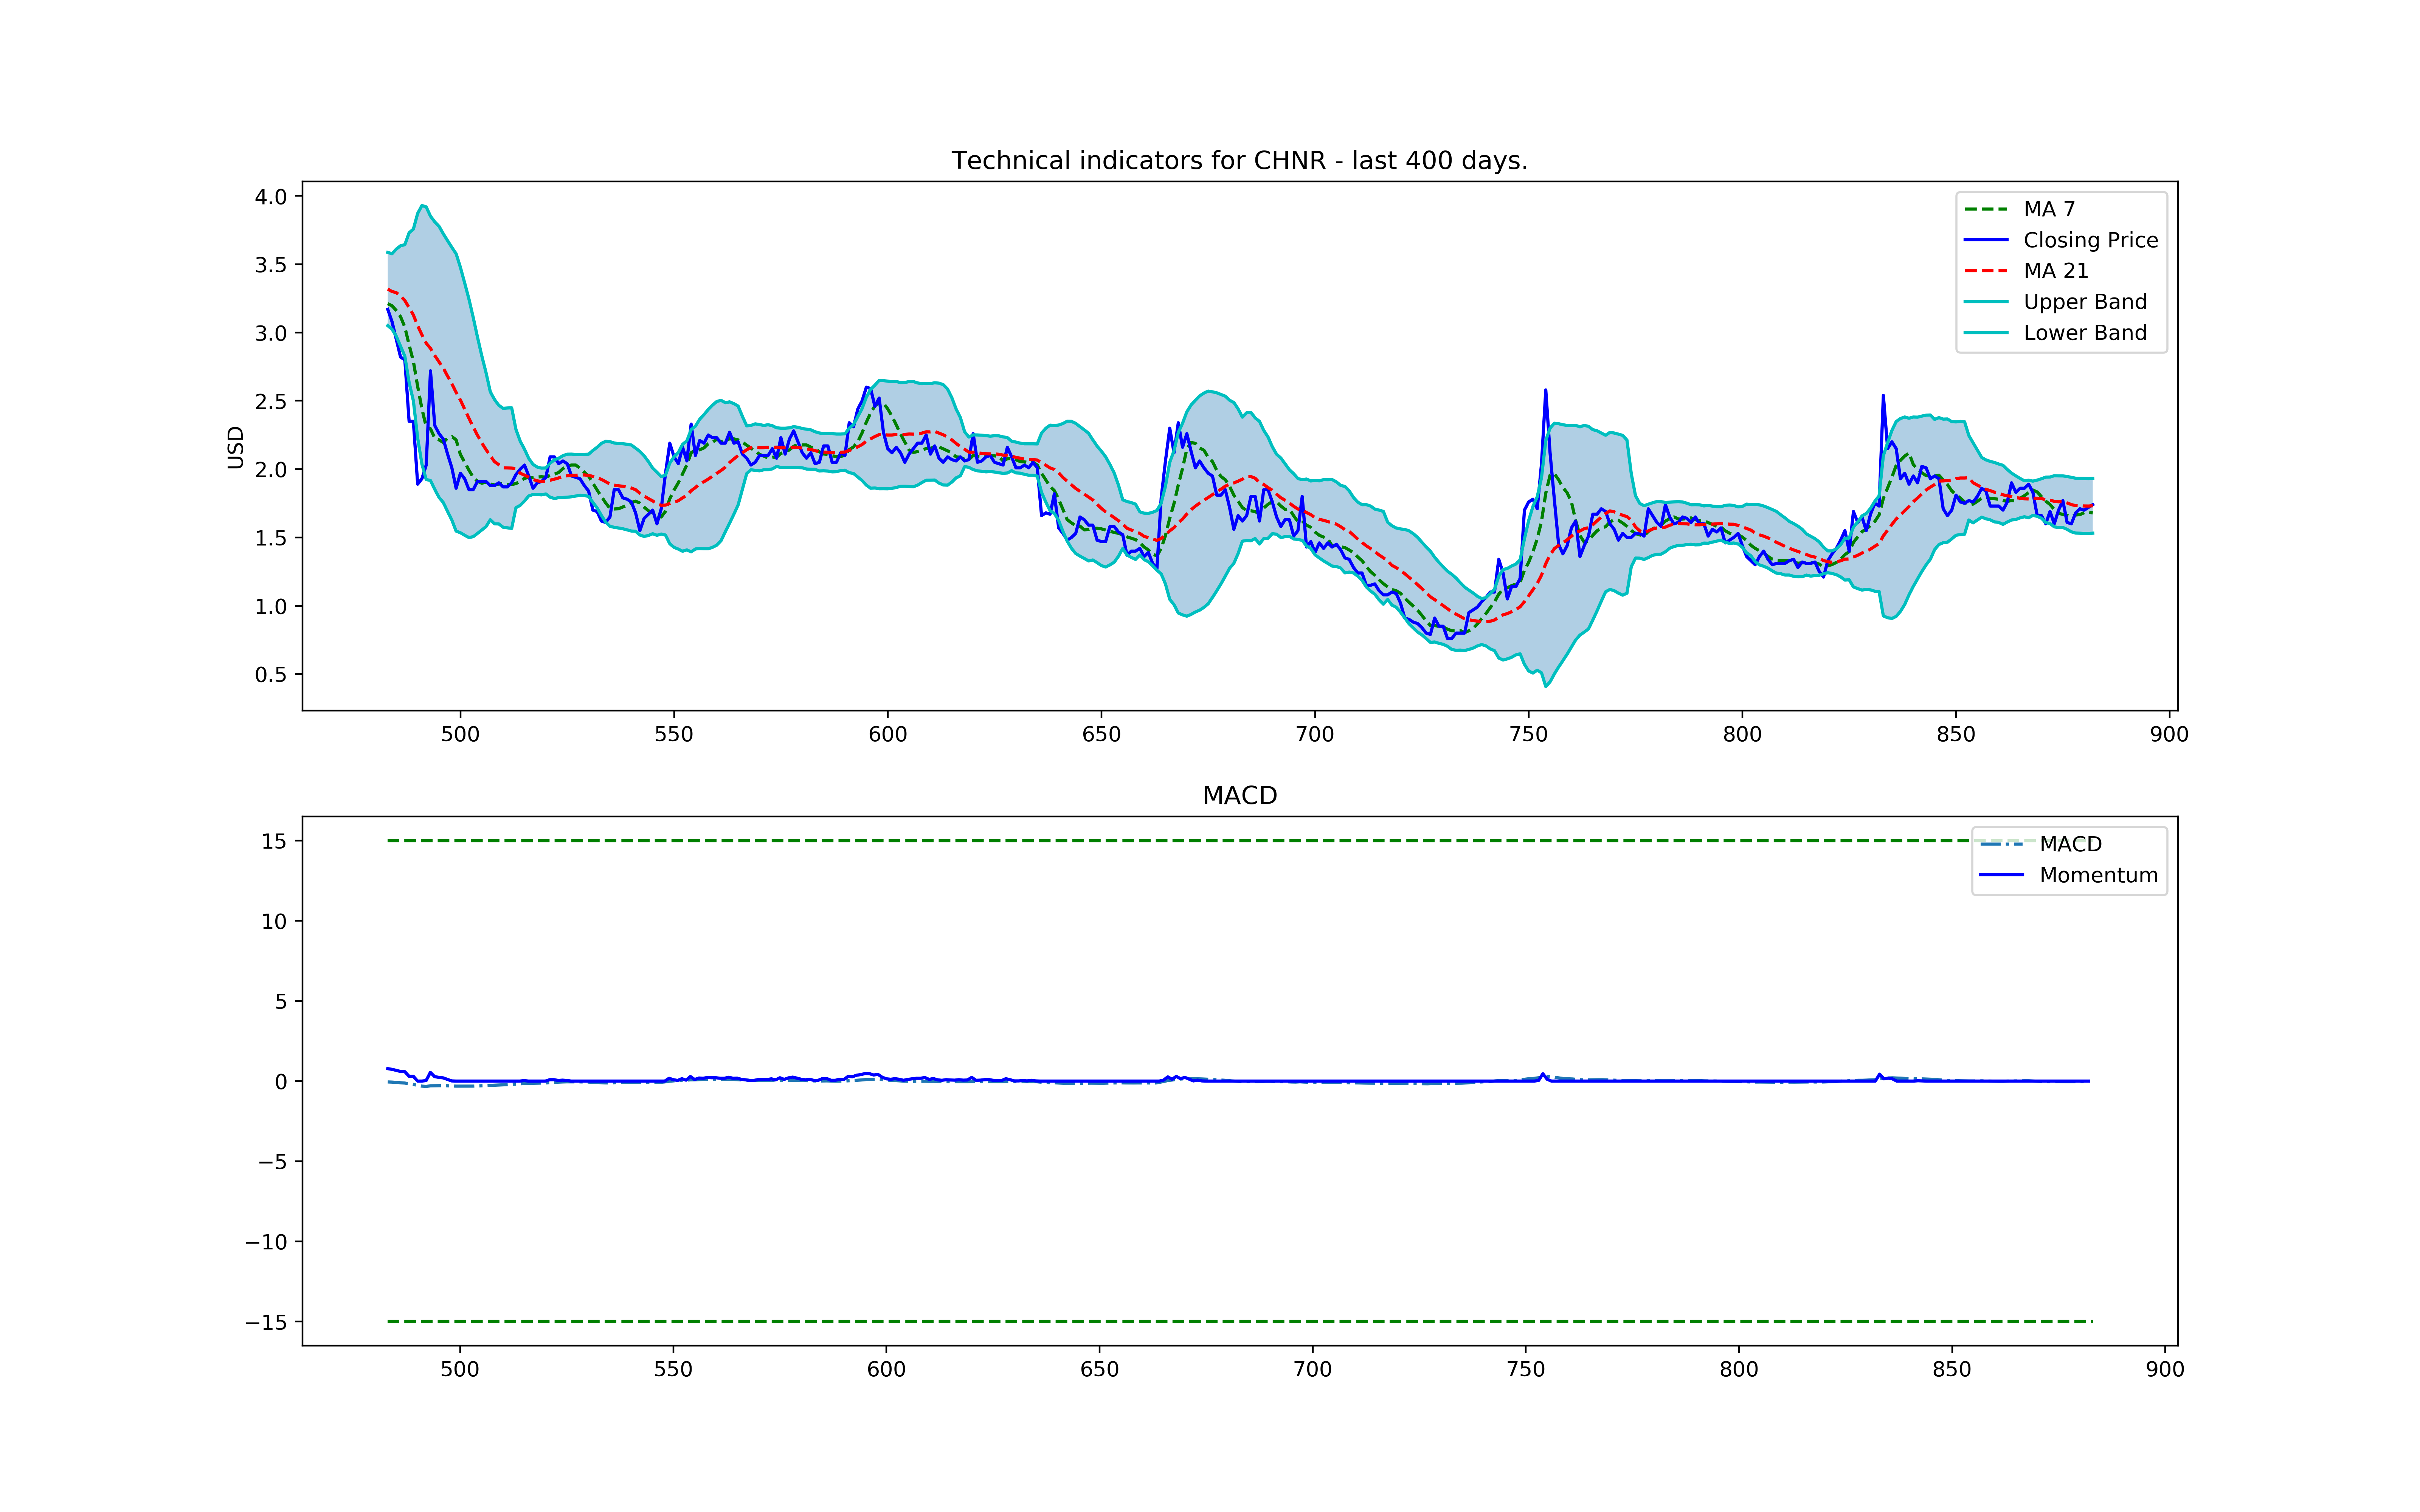 Technical indicators for CHNR - last 400 days.
4.0
3.5
3.0
2.5
2.0
1.5
1.0
0.5
USD
MA 7
Closing Price
MA 21
Upper Band
Lower Band
500 550 600 650 700 750 800 850 900
MACD
15
10
5
0
−5
−10
−15
MACD
Momentum
500 550 600 650 700 750 800 850 900